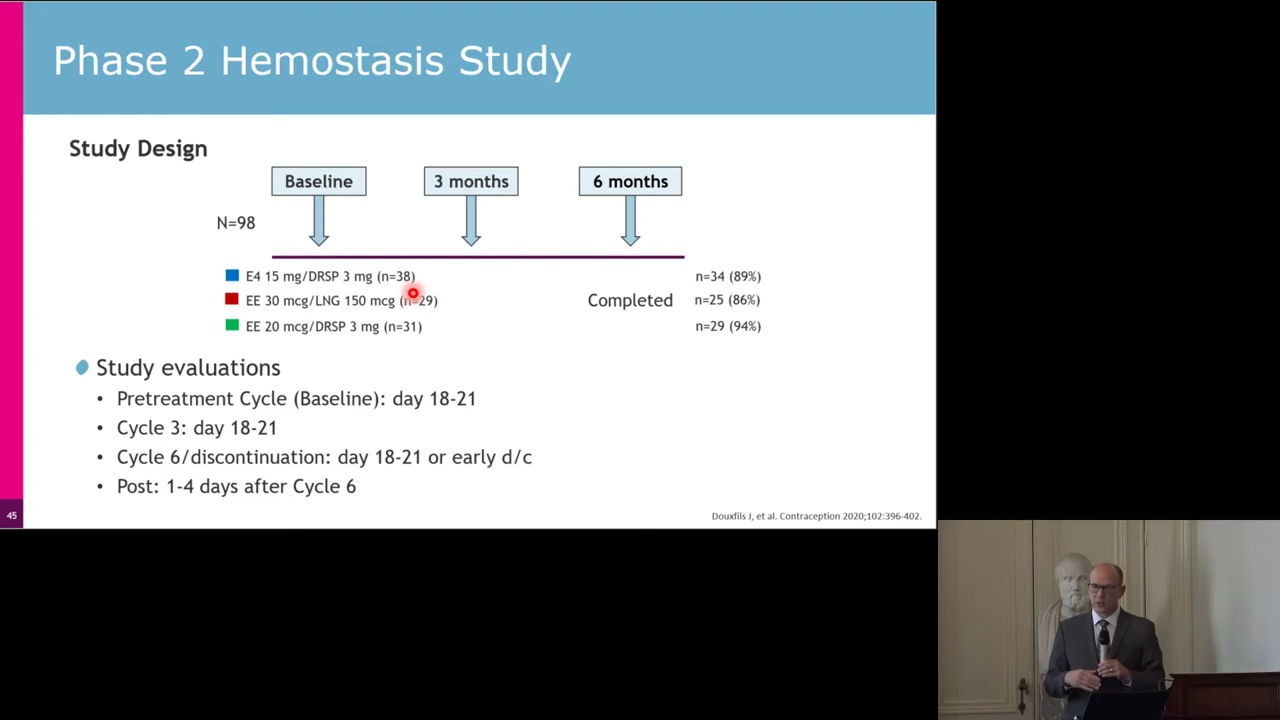 Phase 2 Hemostasis Study
Study Design
Baseline
3 months
6 months
N=98
E4 15 mg/DRSP 3 mg (n=38)
n=34 (89%)
EE 30 mcg/LNG 150 mcg (n=29)
Completed
n=25 (86%)
EE 20 mcg/DRSP 3 mg (n=31)
n=29 (94%)
Study evaluations
• Pretreatment Cycle (Baseline): day 18-21
• Cycle 3: day 18-21
• Cycle 6/discontinuation: day 18-21 or early d/c
• Post: 1-4 days after Cycle 6
45
Douxfils J, et al. Contraception 2020;102:396-402.